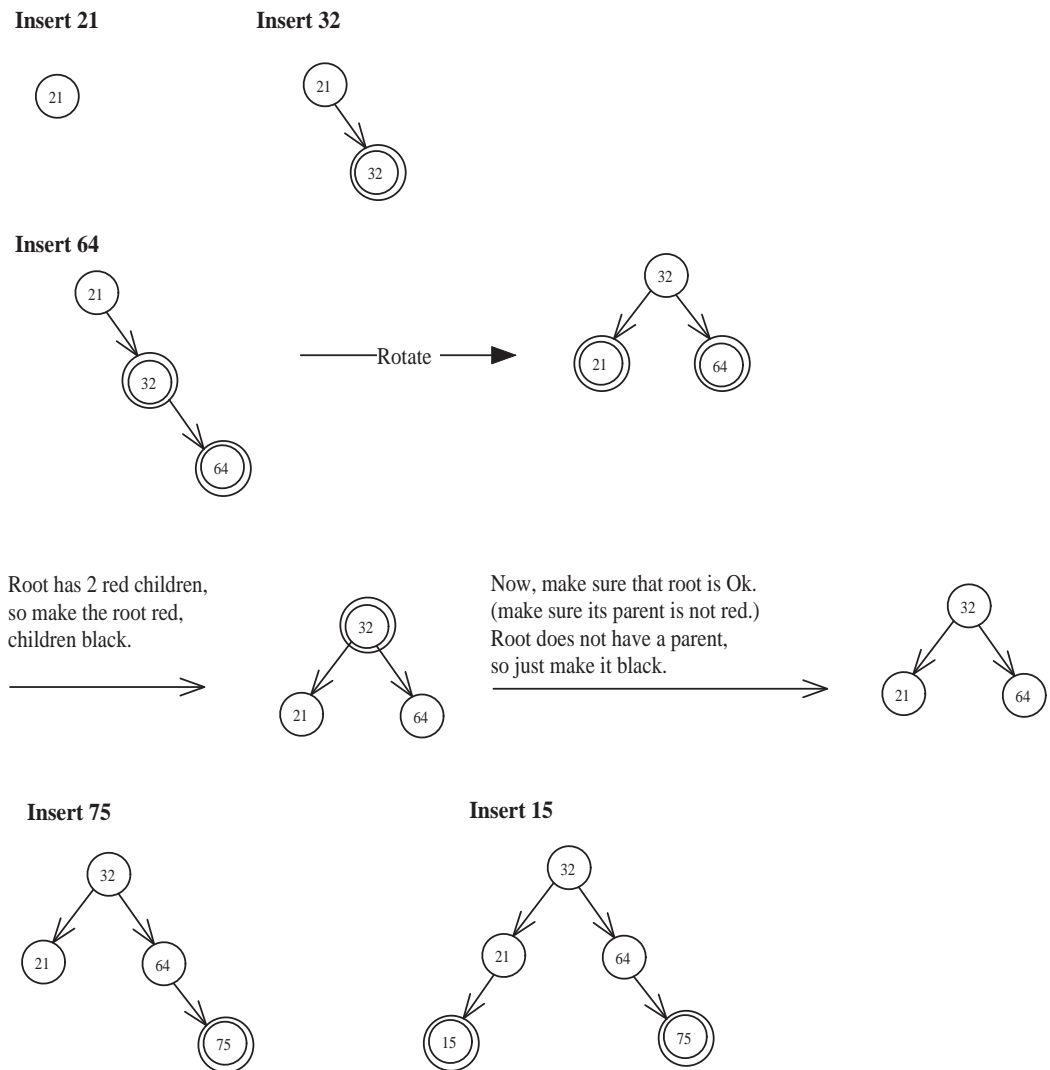 Insert 21
Insert 32
21
21
32
Insert 64
21
32
64
Rotate
32
21
64
Root has 2 red children,
so make the root red,
children black.
32
21
64
Now, make sure that root is Ok.
(make sure its parent is not red.)
Root does not have a parent,
so just make it black.
32
21
64
Insert 75
32
21
64
75
Insert 15
32
21
64
15
75